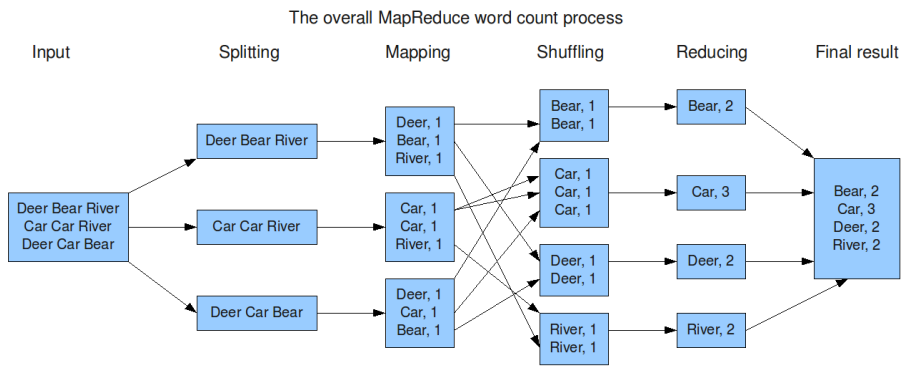 The overall MapReduce word count process
Input
Splitting
Mapping
Shuffling
Reducing
Final result
Deer Bear River
Car Car River
Deer Car Bear
Deer Bear River
Car Car River
Deer Car Bear
Deer, 1
Bear, 1
River, 1
Car, 1
Car, 1
River, 1
Deer, 1
Car, 1
Bear, 1
Bear, 1
Bear, 1
Car, 1
Car, 1
Car, 1
Deer, 1
Deer, 1
River, 1
River, 1
Bear, 2
Car, 3
Deer, 2
River, 2
Bear, 2
Car, 3
Deer, 2
River, 2